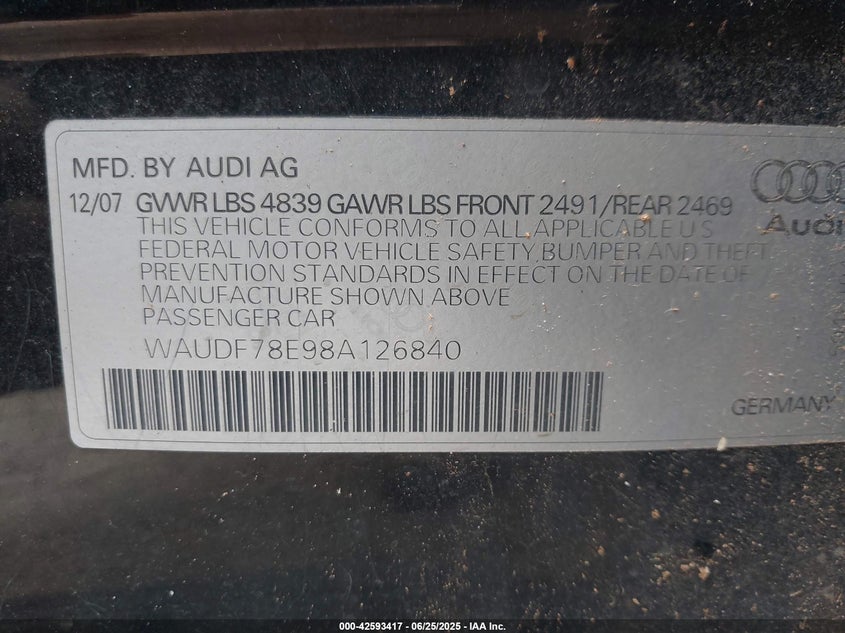 MFD. BY AUDI AG
12/07 GVWR LBS 4839 GAWR LBS FRONT 2491/REAR 2469
THIS VEHICLE CONFORMS TO ALL APPLICABLE U S
FEDERAL MOTOR VEHICLE SAFETY, BUMPER AND THEFT
PREVENTION STANDARDS IN EFFECT ON THE DATE OF
MANUFACTURE SHOWN ABOVE
PASSENGER CAR
WAUDF78E98A126840
Audi
GERMANY
000-42593417 - 06/25/2025 - IAA Inc.